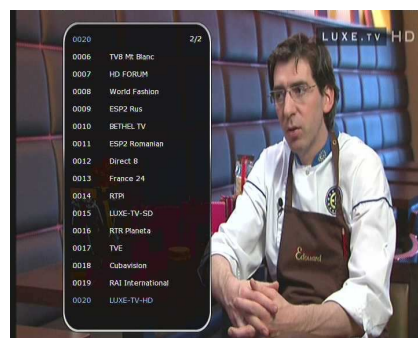 0020 2/2
LUXE.TV HD
0006 TV8 Mt Blanc
0007 HD FORUM
0008 World Fashion
0009 ESP2 Rus
0010 BETHEL TV
0011 ESP2 Romanian
0012 Direct 8
0013 France 24
0014 RTPi
0015 LUXE-TV-SD
0016 RTR Planeta
0017 TVE
0018 Cubavision
0019 RAI International
0020 LUXE-TV-HD
Edouard